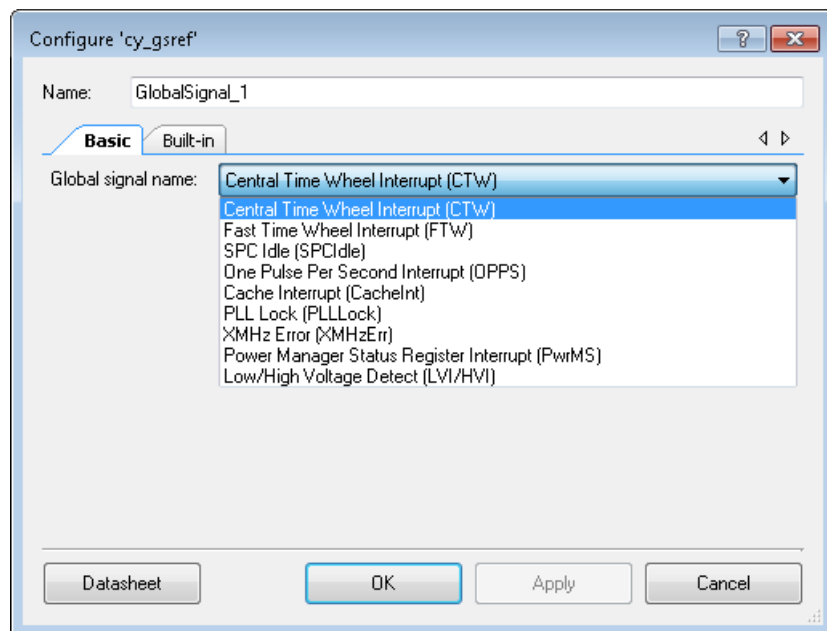 Configure 'cy_gsref'
Name: GlobalSignal_1
Basic Built-in
Global signal name: Central Time Wheel Interrupt (CTW)
Central Time Wheel Interrupt (CTW)
Fast Time Wheel Interrupt (FTW)
SPC Idle (SPCIdle)
One Pulse Per Second Interrupt (OPPS)
Cache Interrupt (CacheInt)
PLL Lock (PLLLock)
XMHz Error (XMHzErr)
Power Manager Status Register Interrupt (PwrMS)
Low/High Voltage Detect (LVI/HVI)
Datasheet OK Apply Cancel